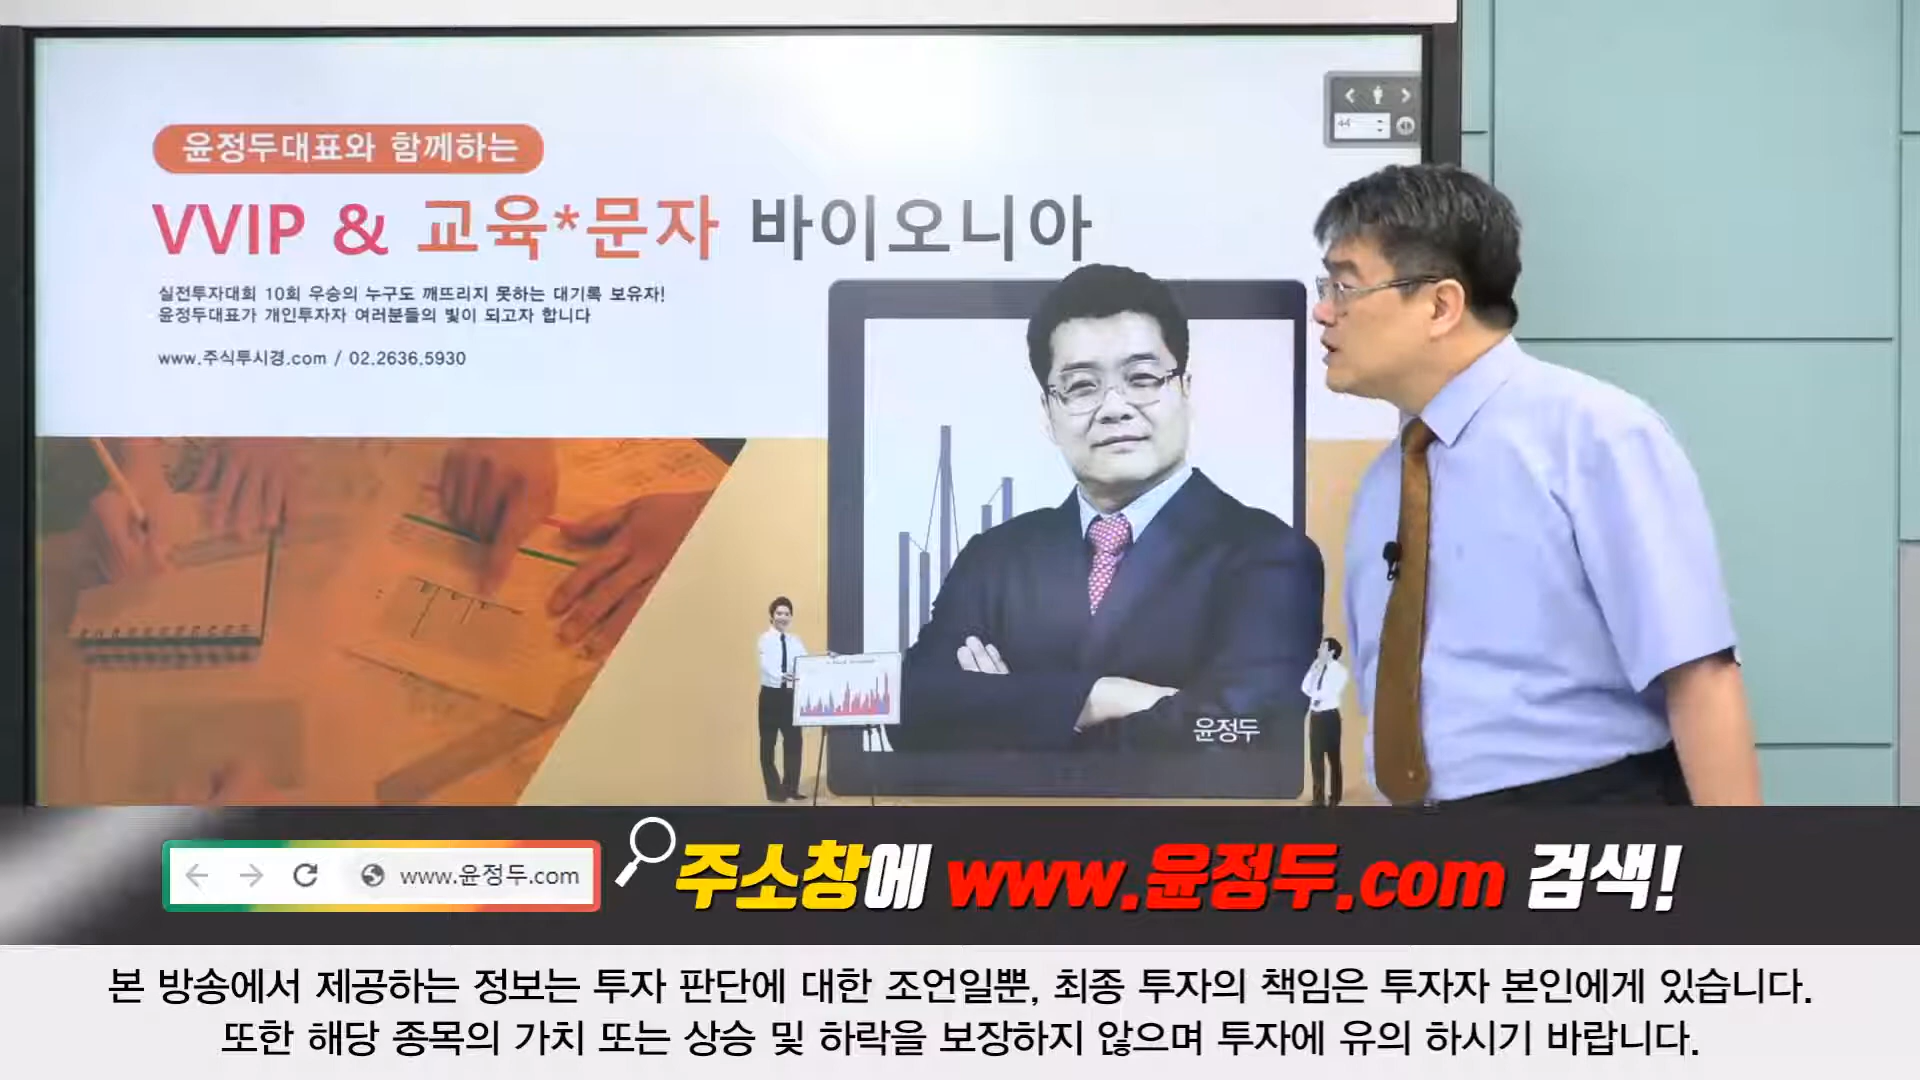 윤정두대표와 함께하는
VVIP & 교육*문자 바이오니아
실전투자대회 10회 우승의 누구도 깨뜨리지 못하는 대기록 보유자!
윤정두대표가 개인투자자 여러분들의 빛이 되고자 합니다
www.주식투시경.com / 02.2636.5930
44
윤정두
www.윤정두.com
주소창에 www.윤정두.com 검색!
본 방송에서 제공하는 정보는 투자 판단에 대한 조언일뿐, 최종 투자의 책임은 투자자 본인에게 있습니다.
또한 해당 종목의 가치 또는 상승 및 하락을 보장하지 않으며 투자에 유의 하시기 바랍니다.